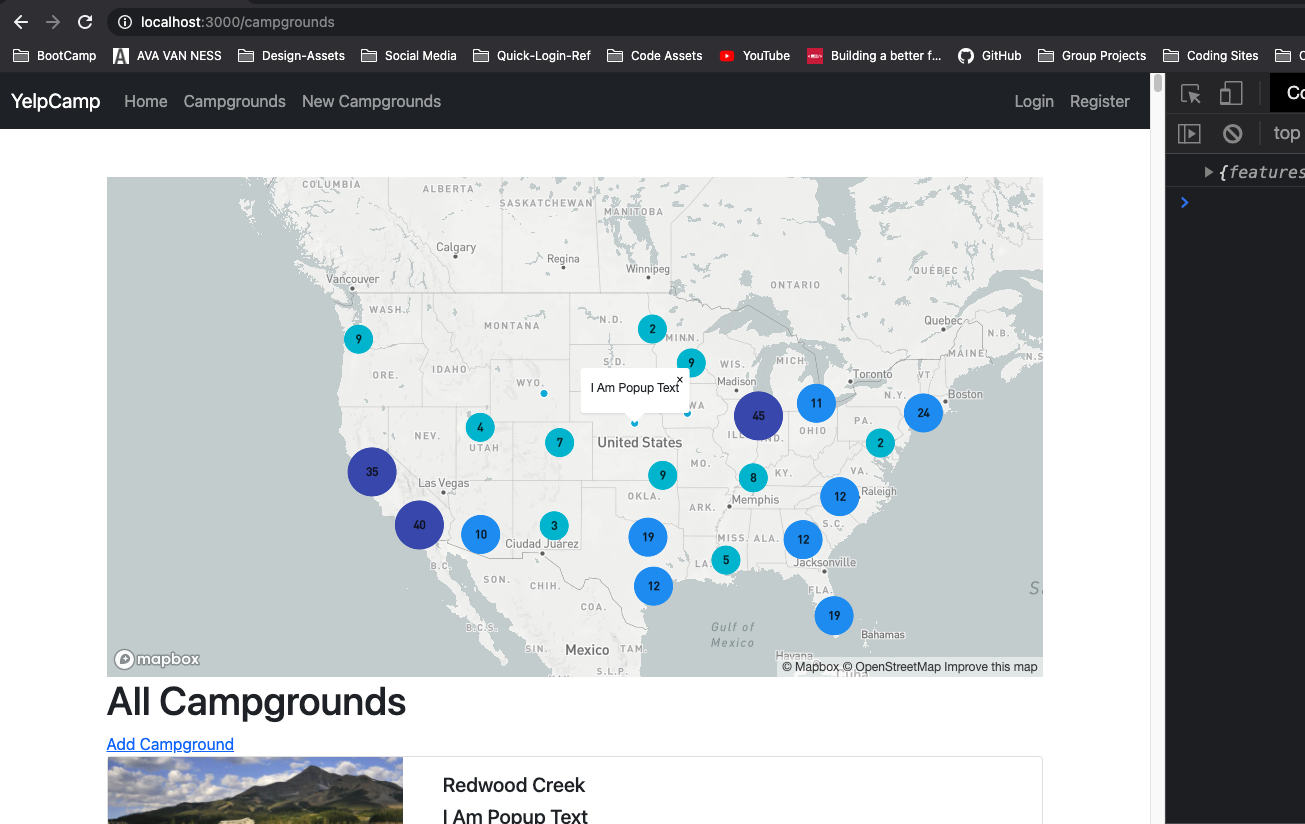 localhost:3000/campgrounds
BootCamp AVA VAN NESS Design-Assets Social Media Quick-Login-Ref Code Assets YouTube Building a better f... GitHub Group Projects Coding Sites
YelpCamp Home Campgrounds New Campgrounds Login Register
Co
top
{features
COLUMBIA
ALBERTA
SASKATCHEWAN
MANITOBA
Calgary
Regina
Winnipeg
Vancouver
ONTARIO
QUÉBEC
WASH.
MONTANA
N.D.
2
MINN.
Quebec
N.B.
9
ORE.
IDAHO
WYO.
S.D.
9
WIS.
MICH.
MAINE
N.S
I Am Popup Text
×
Madison
Toronto
VT.
N.Y.
Boston
WA
45
11
24
4
NEV.
UTAH
7
United States
ILL
IND.
OHIO
PA.
2
35
Las Vegas
9
MO.
8
KY.
VA.
OKLA.
ARK.
Memphis
12
Raleigh
40
10
3
Ciudad Juárez
19
MISS.
ALA.
12
S.C.
B.C.
SON.
CHIH.
LA.
5
Jacksonville
12
COA.
FLA.
19
B.C.S.
Gulf of
Mexico
Bahamas
SIN.
Mexico
TAM.
Havana
Cuba
S.L.P.
S
mapbox
© Mapbox © OpenStreetMap Improve this map
All Campgrounds
Add Campground
Redwood Creek
I Am Popup Text